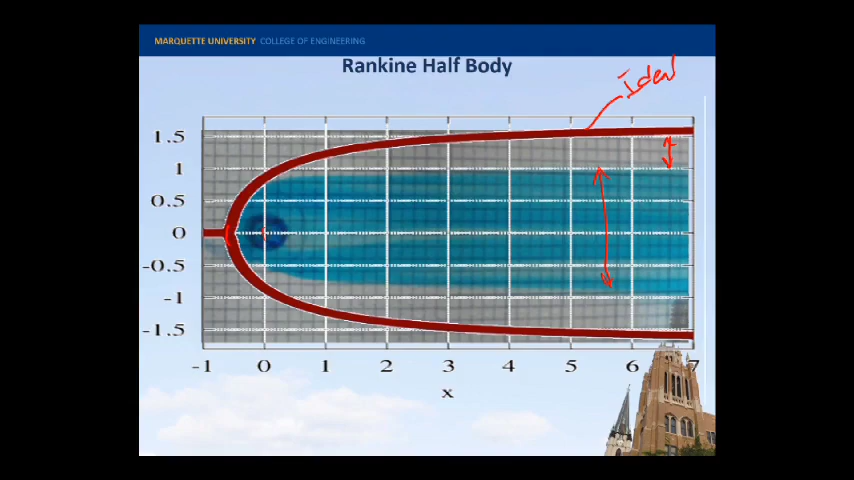 MARQUETTE UNIVERSITY COLLEGE OF ENGINEERING
Rankine Half Body
Ideal
1.5
1
0.5
0
-0.5
-1
-1.5
-1 0 1 2 3 4 5 6 7
x